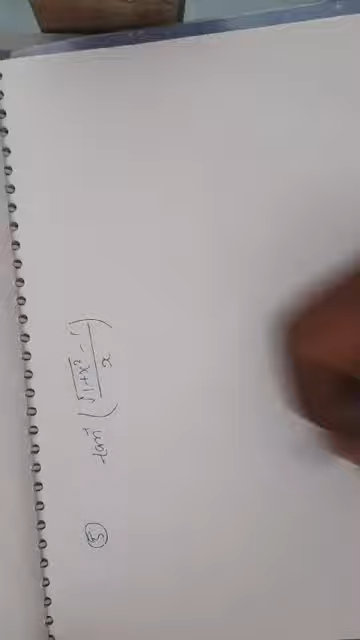 ⑤ tan⁻¹ (√1+x² - 1 / x)